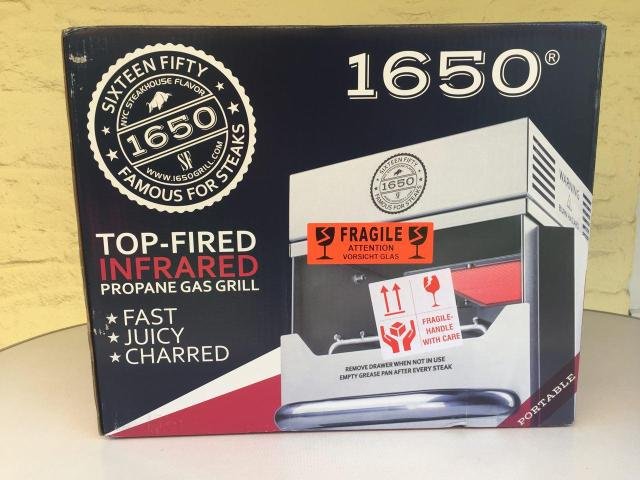 SIXTEEN FIFTY
NYC STEAKHOUSE FLAVOR
1650
SF
WWW.1650GRILL.COM
FAMOUS FOR STEAKS
1650®
TOP-FIRED
INFRARED
PROPANE GAS GRILL
★ FAST
★ JUICY
★ CHARRED
SIXTEEN FIFTY
1650
FAMOUS FOR STEAKS
WARNING
FRAGILE
ATTENTION
VORSICHT GLAS
FRAGILE-
HANDLE
WITH CARE
REMOVE DRAWER WHEN NOT IN USE
EMPTY GREASE PAN AFTER EVERY STEAK
PORTABLE